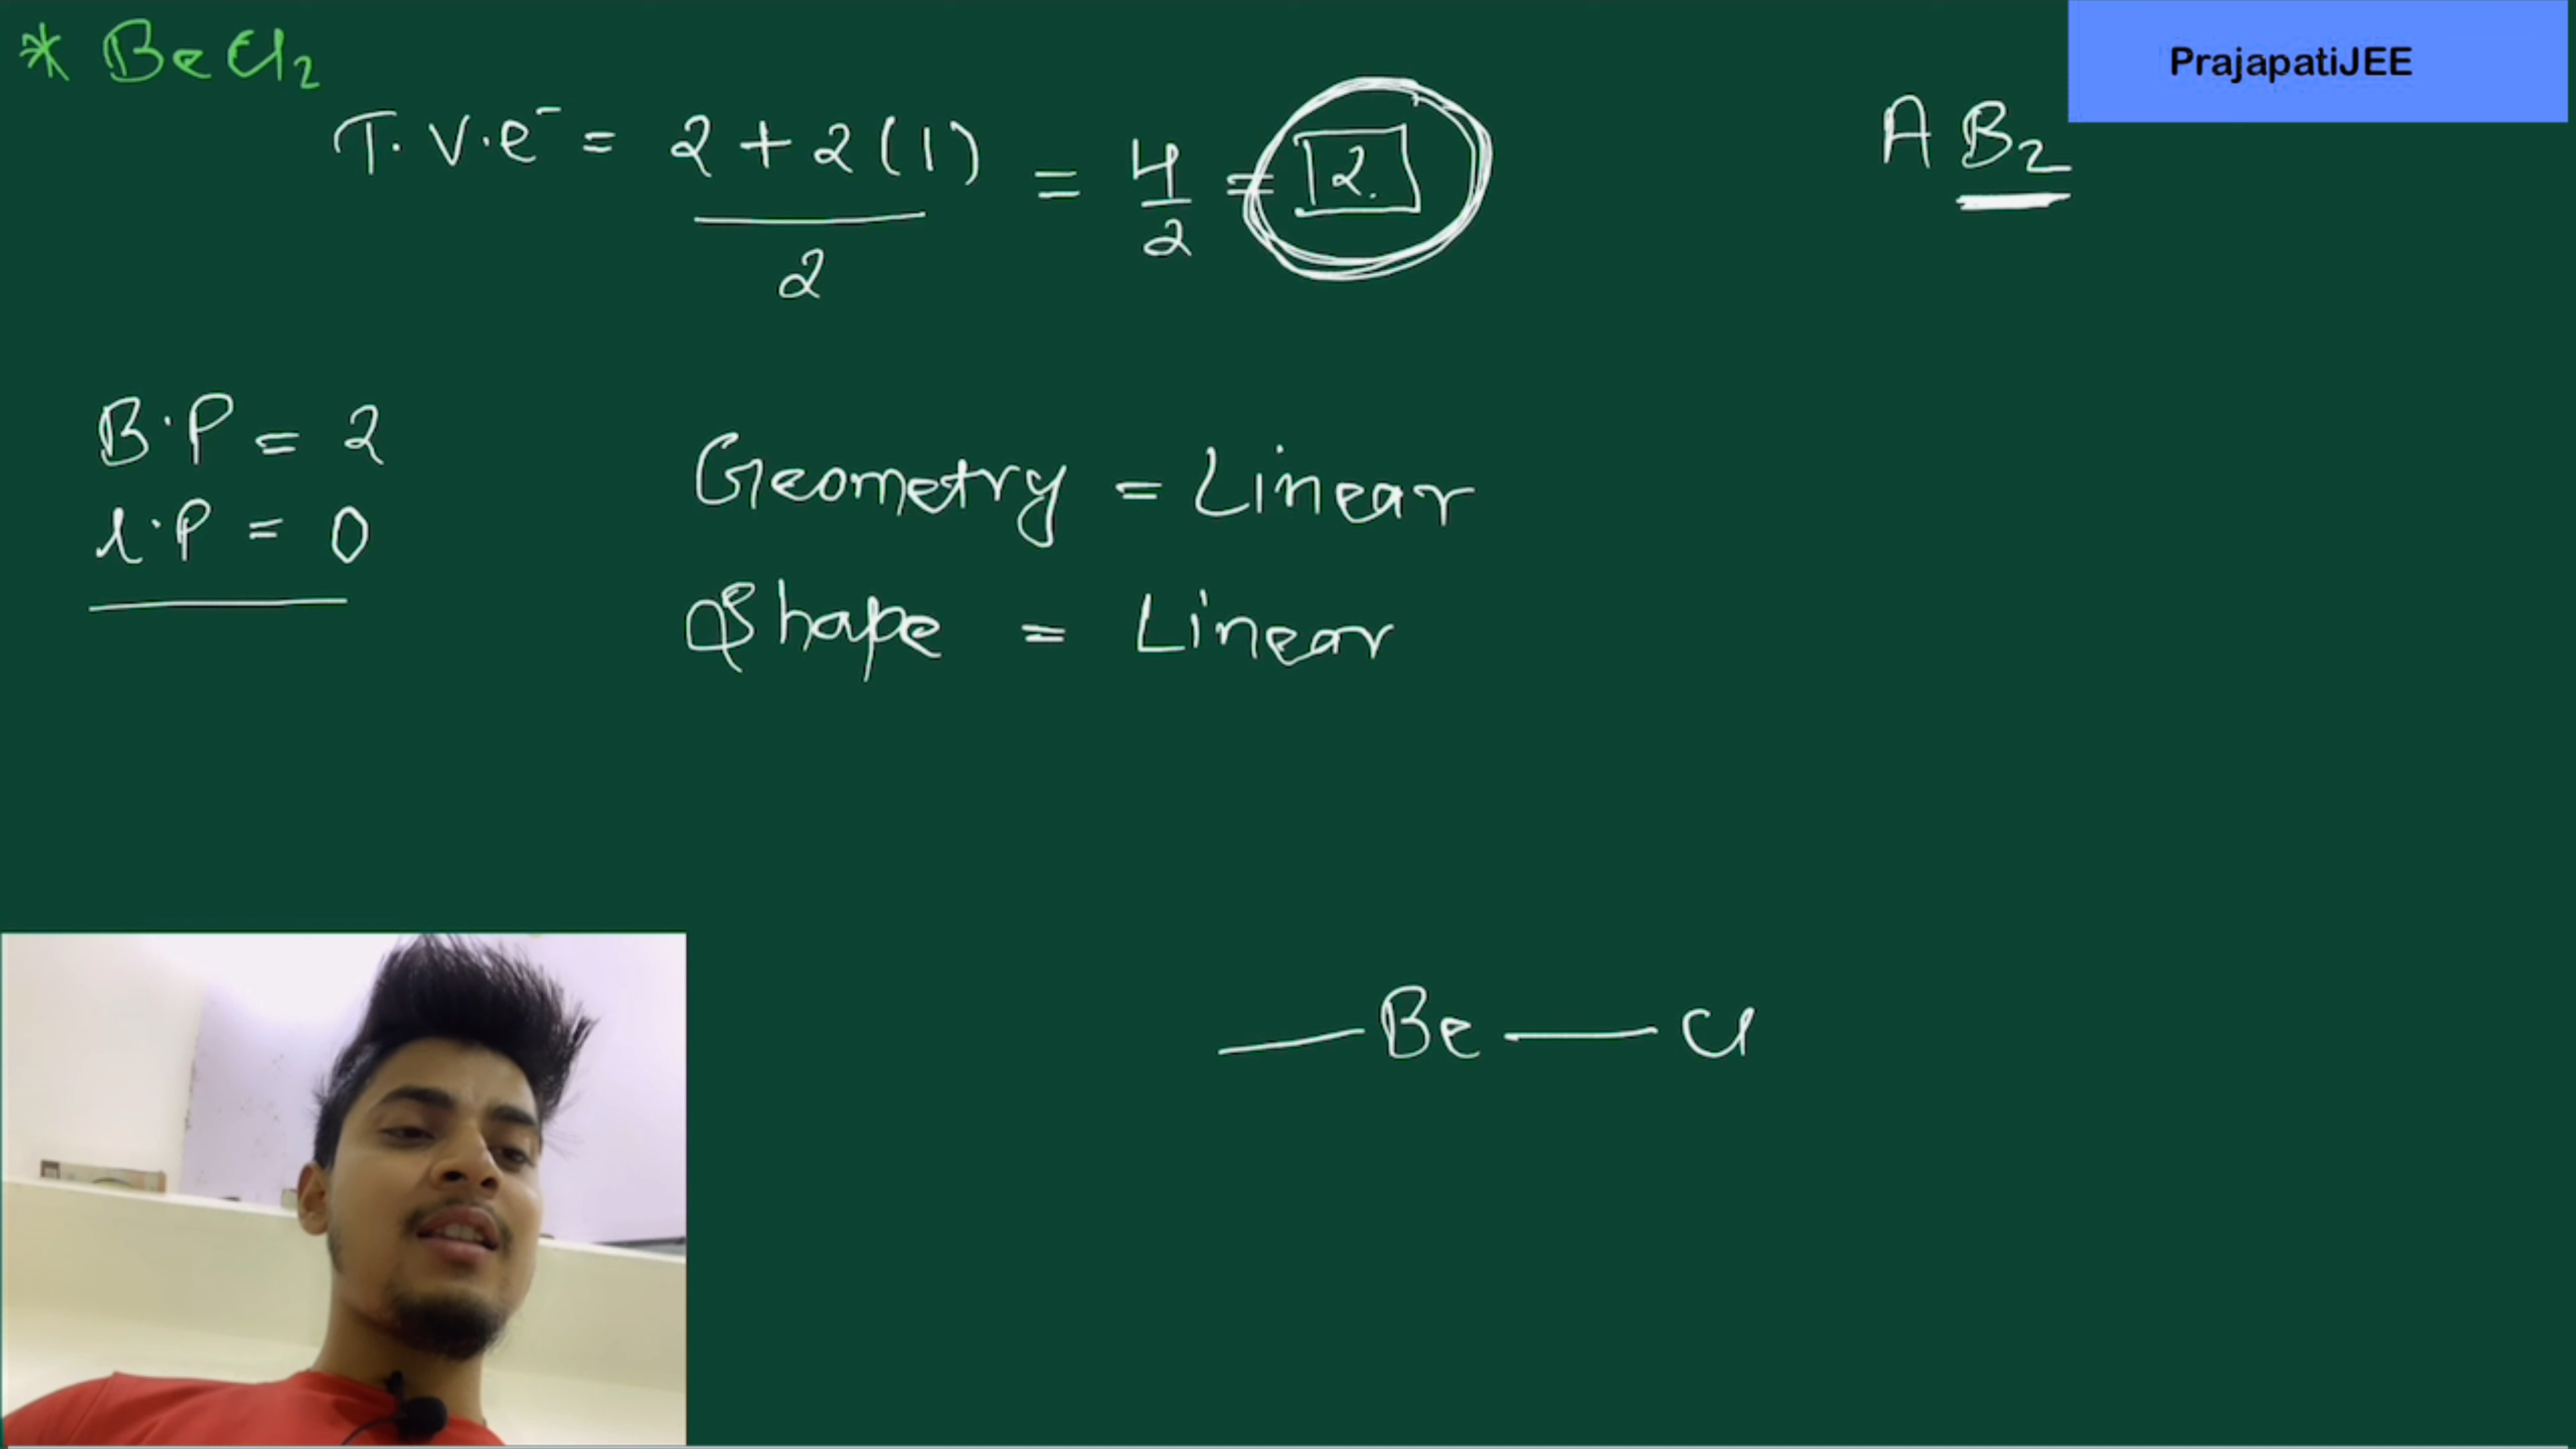 * BeCl2
PrajapatiJEE
T.V.e⁻ = 2 + 2(1) / 2 = 4/2 = 2.
AB2
B.P = 2
l.P = 0
Geometry = Linear
Shape = Linear
— Be — Cl